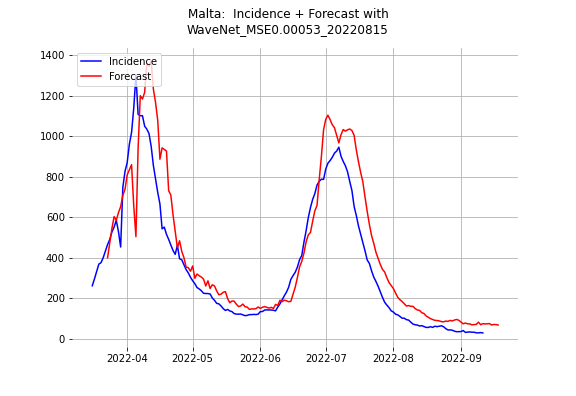 Malta:  Incidence + Forecast with
WaveNet_MSE0.00053_20220815
Incidence
Forecast
1400
1200
1000
800
600
400
200
0
2022-04 2022-05 2022-06 2022-07 2022-08 2022-09